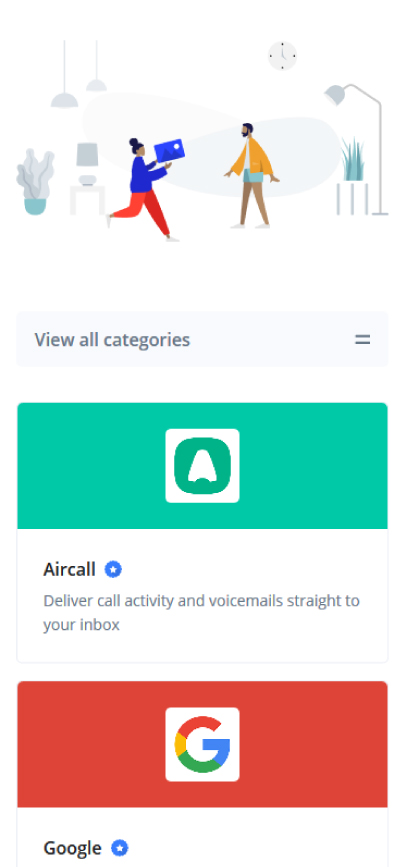 View all categories
Aircall
Deliver call activity and voicemails straight to
your inbox
Google